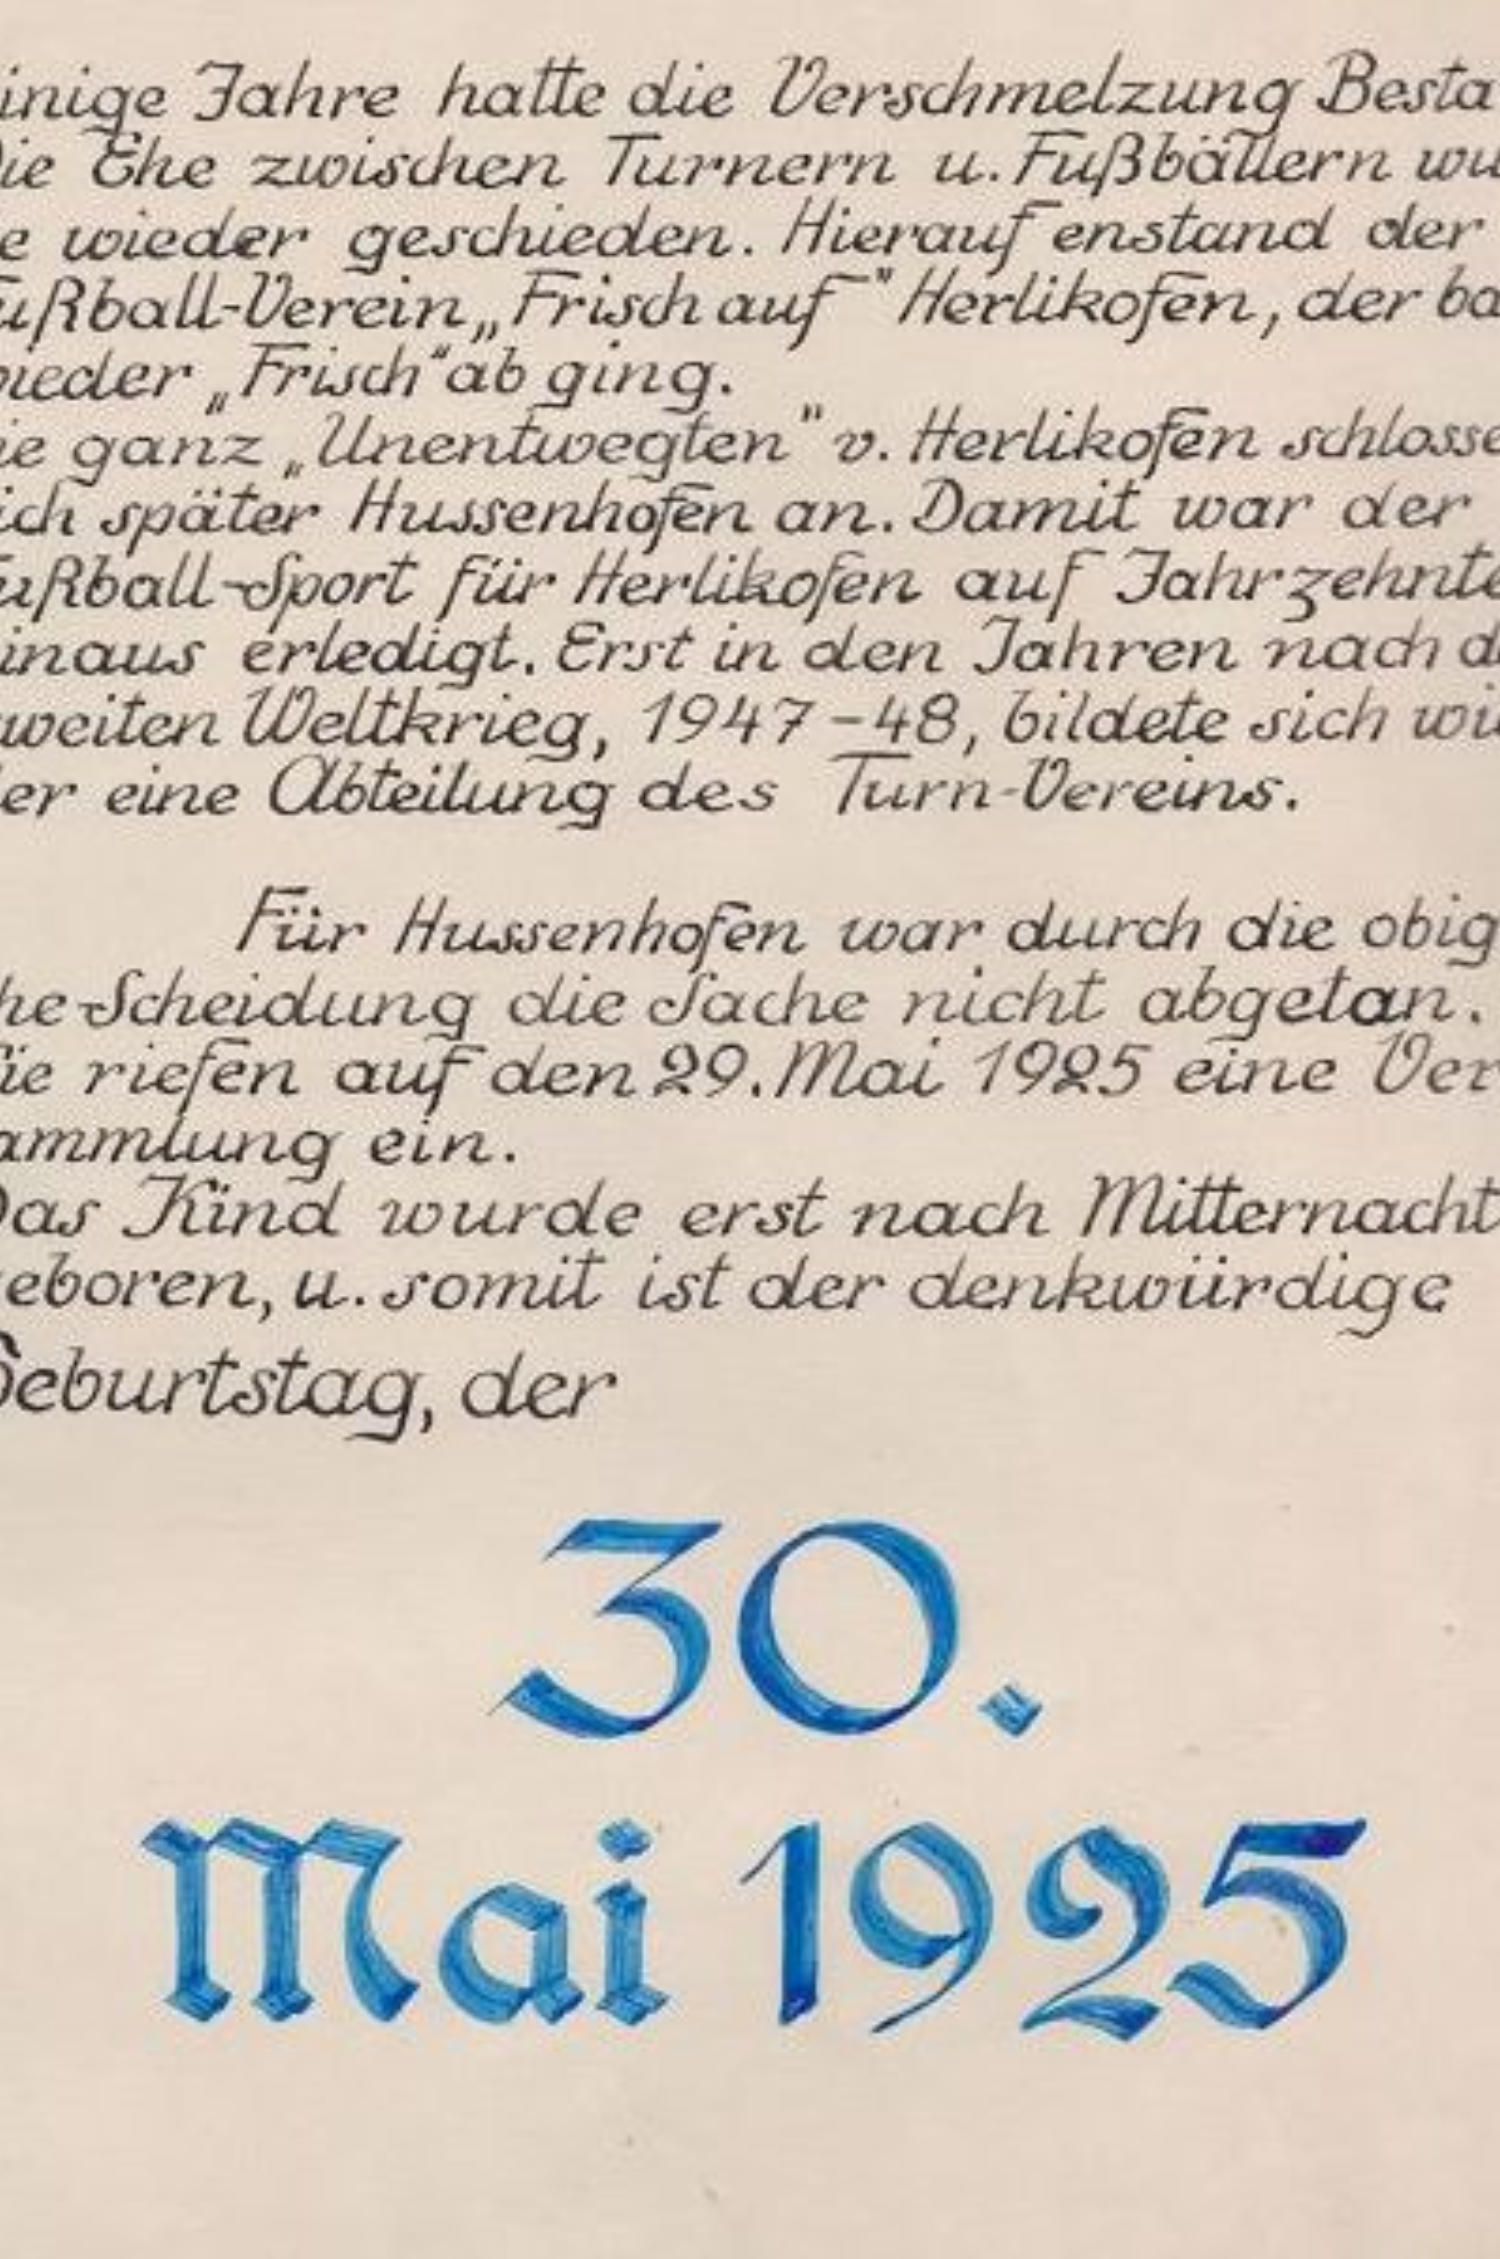 inige Jahre hatte die Verschmelzung Besta
ie Ehe zwischen Turnern u. Fußbällern wu
e wieder geschieden. Hierauf enstand der
ußball-Verein „Frisch auf" Herlikofen, der ba
ieder „Frisch" ab ging.
ie ganz „Unentwegten" v. Herlikofen schlosse
ich später Hussenhofen an. Damit war der
ußball-Sport für Herlikofen auf Jahrzehnte
inaus erledigt. Erst in den Jahren nach d
weiten Weltkrieg, 1947-48, bildete sich wi
er eine Abteilung des Turn-Vereins.
Für Hussenhofen war durch die obig
he-Scheidung die Sache nicht abgetan.
ie riefen auf den 29. Mai 1925 eine Ver
ammlung ein.
Das Kind wurde erst nach Mitternacht
eboren, u. somit ist der denkwürdige
Geburtstag, der
30.
Mai 1925